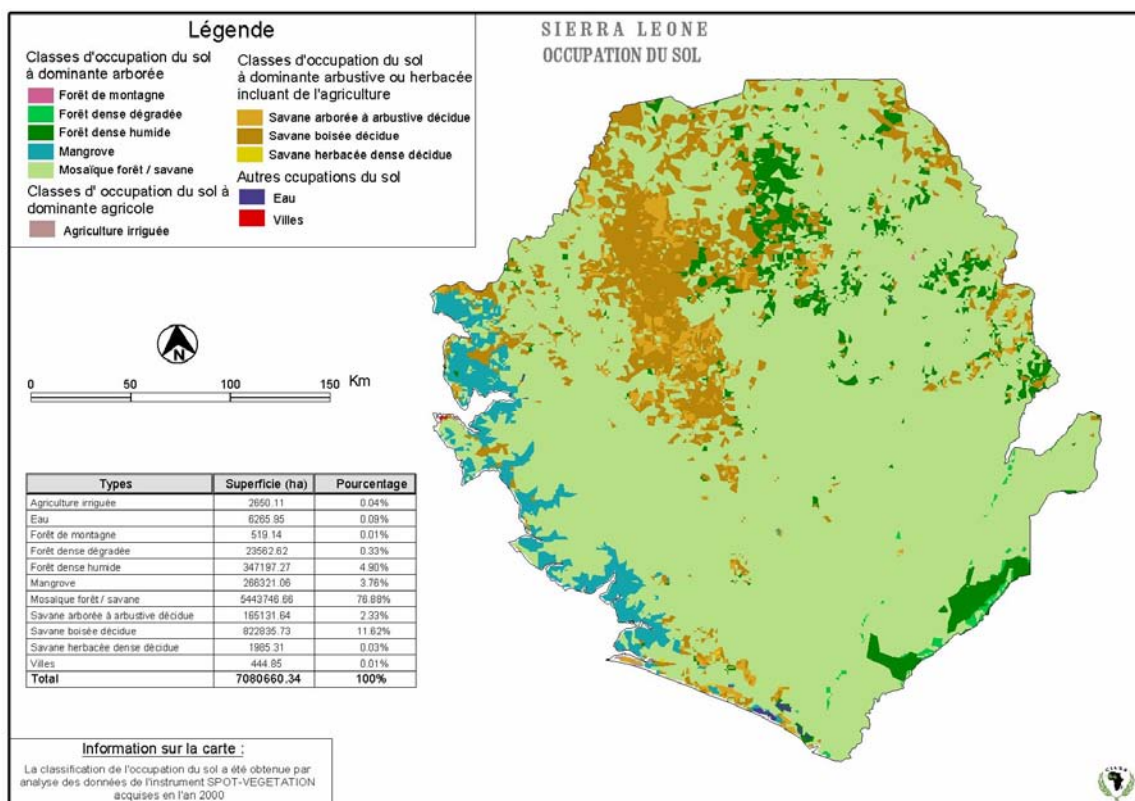 Légende
Classes d'occupation du sol
à dominante arborée
Forêt de montagne
Forêt dense dégradée
Forêt dense humide
Mangrove
Mosaïque forêt / savane
Classes d' occupation du sol à
dominante agricole
Agriculture irriguée
Classes d'occupation du sol
à dominante arbustive ou herbacée
incluant de l'agriculture
Savane arborée à arbustive décidue
Savane boisée décidue
Savane herbacée dense décidue
Autres ccupations du sol
Eau
Villes
SIERRA LEONE
OCCUPATION DU SOL
N
0 50 100 150 Km
Types Superficie (ha) Pourcentage
Agriculture irriguée 2650.11 0.04%
Eau 6265.95 0.09%
Forêt de montagne 519.14 0.01%
Forêt dense dégradée 23562.62 0.33%
Forêt dense humide 347197.27 4.90%
Mangrove 266321.06 3.76%
Mosaïque forêt / savane 5443746.66 76.88%
Savane arborée à arbustive décidue 165131.64 2.33%
Savane boisée décidue 822835.73 11.62%
Savane herbacée dense décidue 1985.31 0.03%
Villes 444.85 0.01%
Total 7080660.34 100%
Information sur la carte :
La classification de l'occupation du sol a été obtenue par
analyse des données de l'instrument SPOT-VEGETATION
acquises en l'an 2000